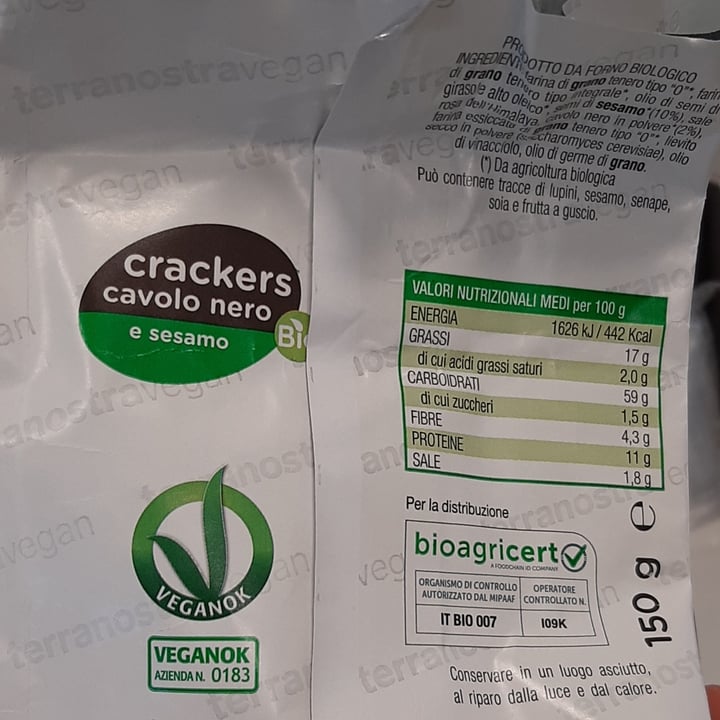 terranostravegan
crackers
cavolo nero
e sesamo
Bi
VEGANOK
VEGANOK
AZIENDA N. 0183
PRODOTTO DA FORNO BIOLOGICO
INGREDIENTI: farina di grano tenero tipo "0"*, farina
di grano tenero tipo integrale*, olio di semi di
girasole alto oleico*, semi di sesamo*(10%), sale
rosa dell'Himalaya, cavolo nero in polvere*(2%),
farina essiccata di grano tenero tipo "0"*, lievito
secco in polvere (saccharomyces cerevisiae), olio
di vinacciolo, olio di germe di grano.
(*) Da agricoltura biologica
Può contenere tracce di lupini, sesamo, senape,
soia e frutta a guscio.
VALORI NUTRIZIONALI MEDI per 100 g
ENERGIA 1626 kJ / 442 Kcal
GRASSI 17 g
di cui acidi grassi saturi 2,0 g
CARBOIDRATI 59 g
di cui zuccheri 1,5 g
FIBRE 4,3 g
PROTEINE 11 g
SALE 1,8 g
Per la distribuzione
bioagricert
A FOODCHAIN ID COMPANY
ORGANISMO DI CONTROLLO
AUTORIZZATO DAL MIPAAF
OPERATORE
CONTROLLATO N.
IT BIO 007
I09K
150 g e
Conservare in un luogo asciutto,
al riparo dalla luce e dal calore.